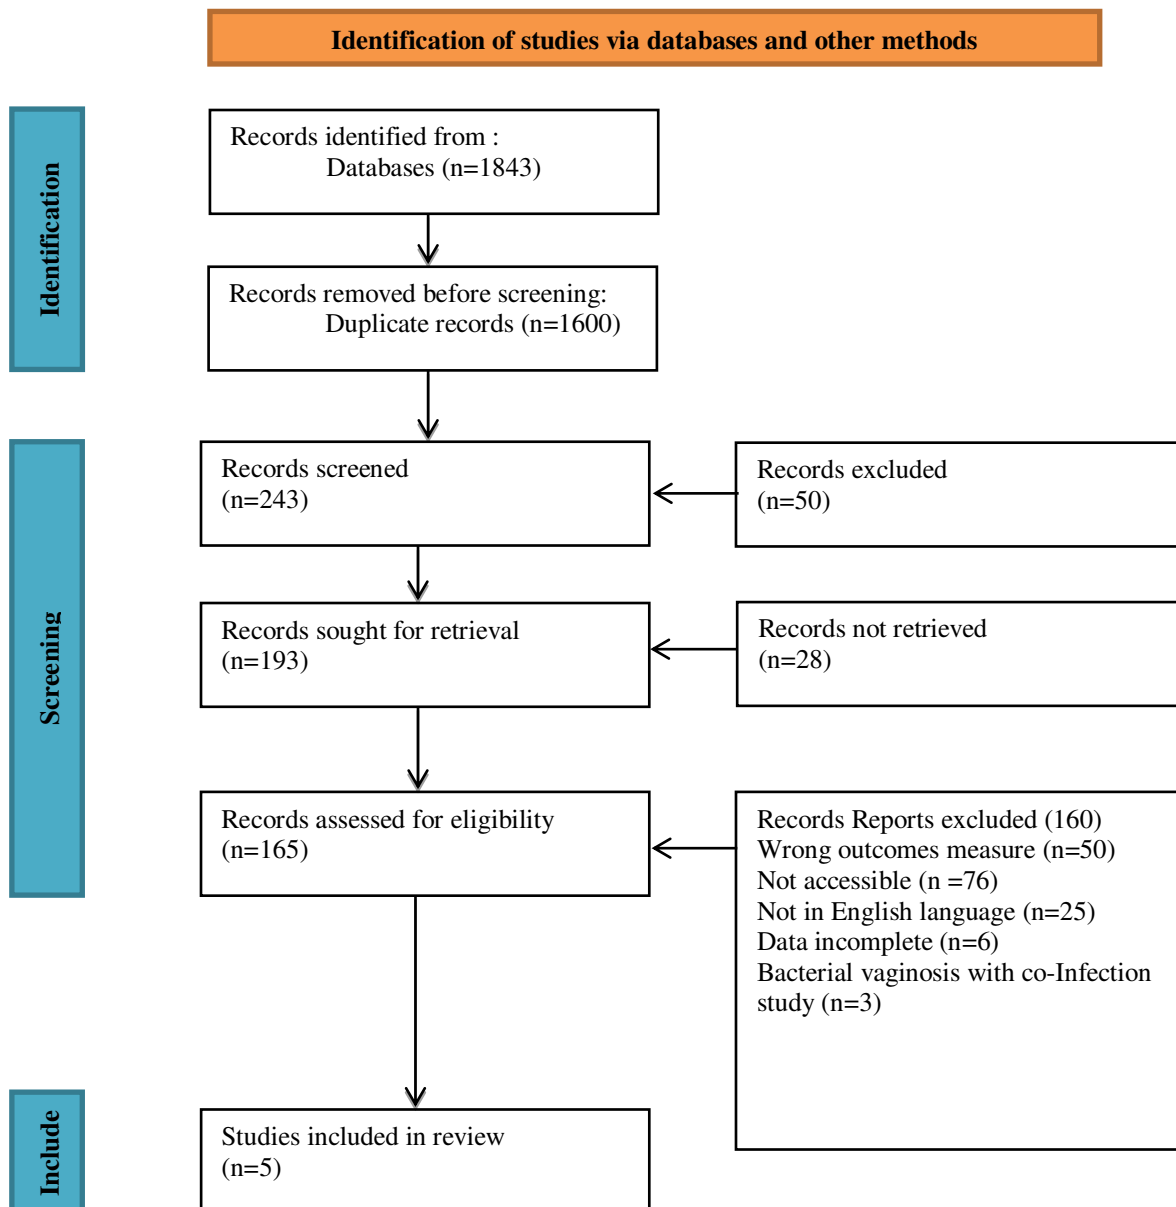 Identification of studies via databases and other methods
Identification
Records identified from :
Databases (n=1843)
Records removed before screening:
Duplicate records (n=1600)
Screening
Records screened
(n=243)
Records excluded
(n=50)
Records sought for retrieval
(n=193)
Records not retrieved
(n=28)
Records assessed for eligibility
(n=165)
Records Reports excluded (160)
Wrong outcomes measure (n=50)
Not accessible (n =76)
Not in English language (n=25)
Data incomplete (n=6)
Bacterial vaginosis with co-Infection
study (n=3)
Include
Studies included in review
(n=5)